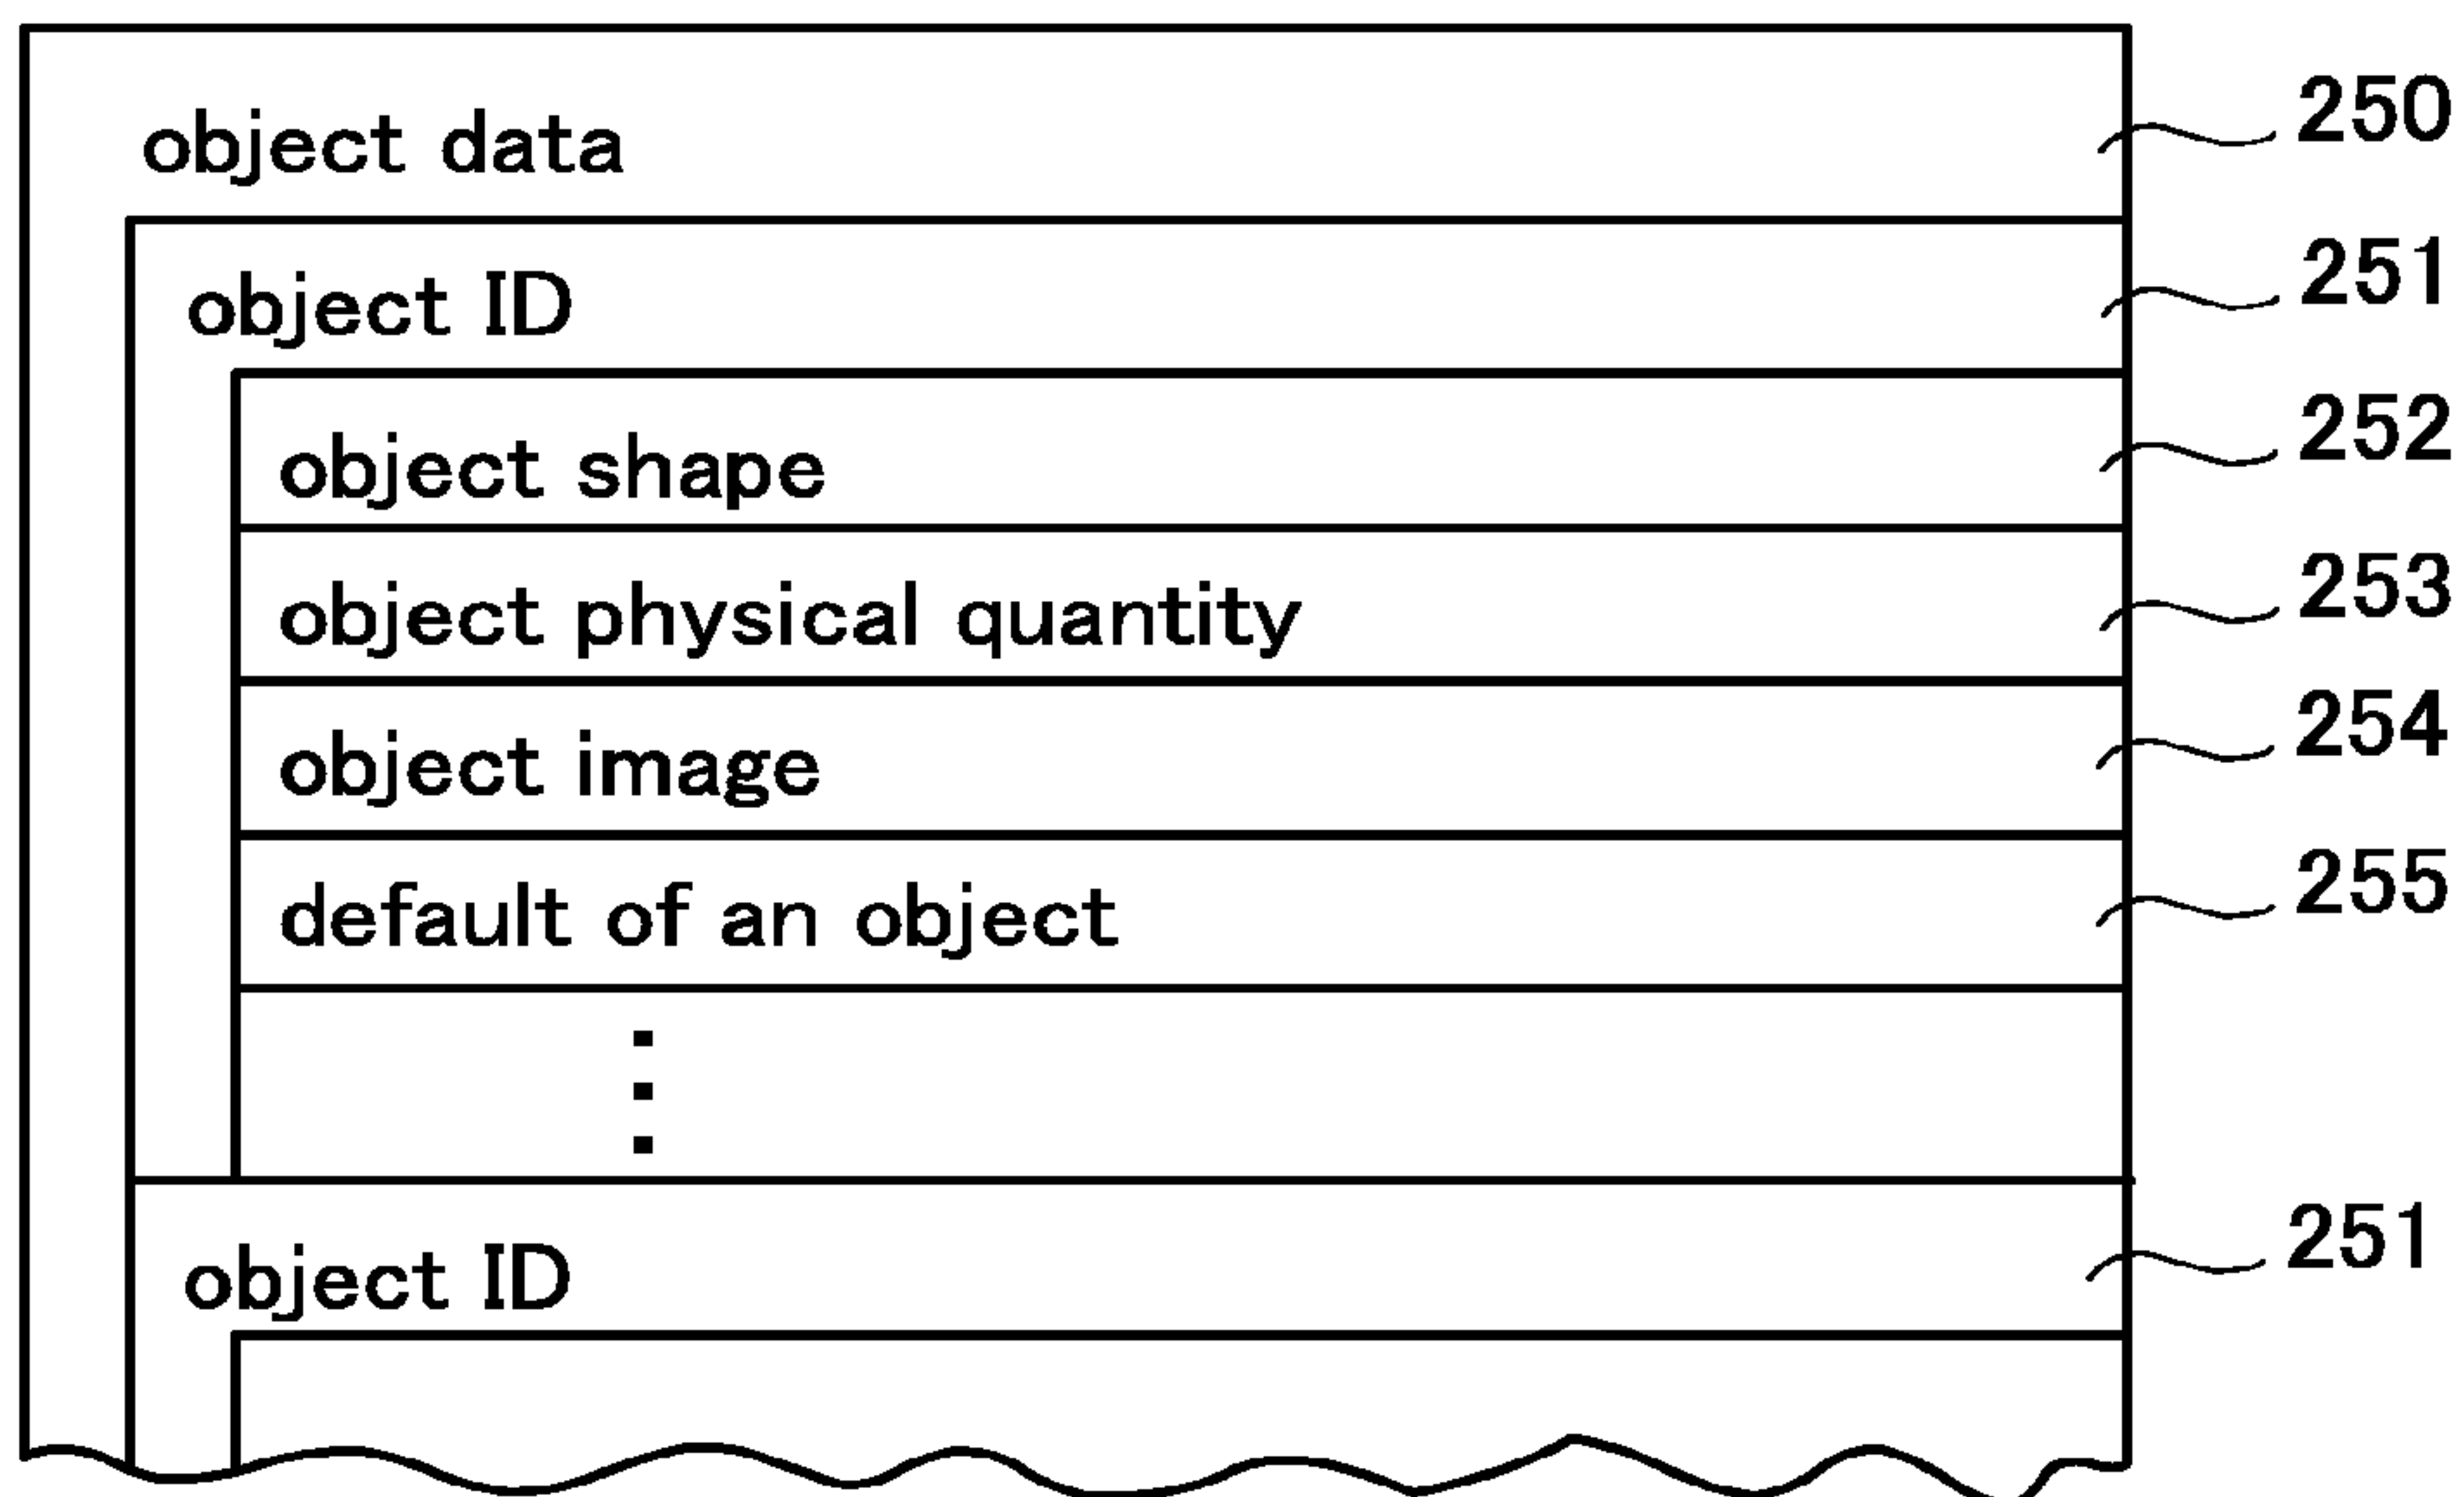 object data 250
object ID 251
object shape 252
object physical quantity 253
object image 254
default of an object 255
object ID 251